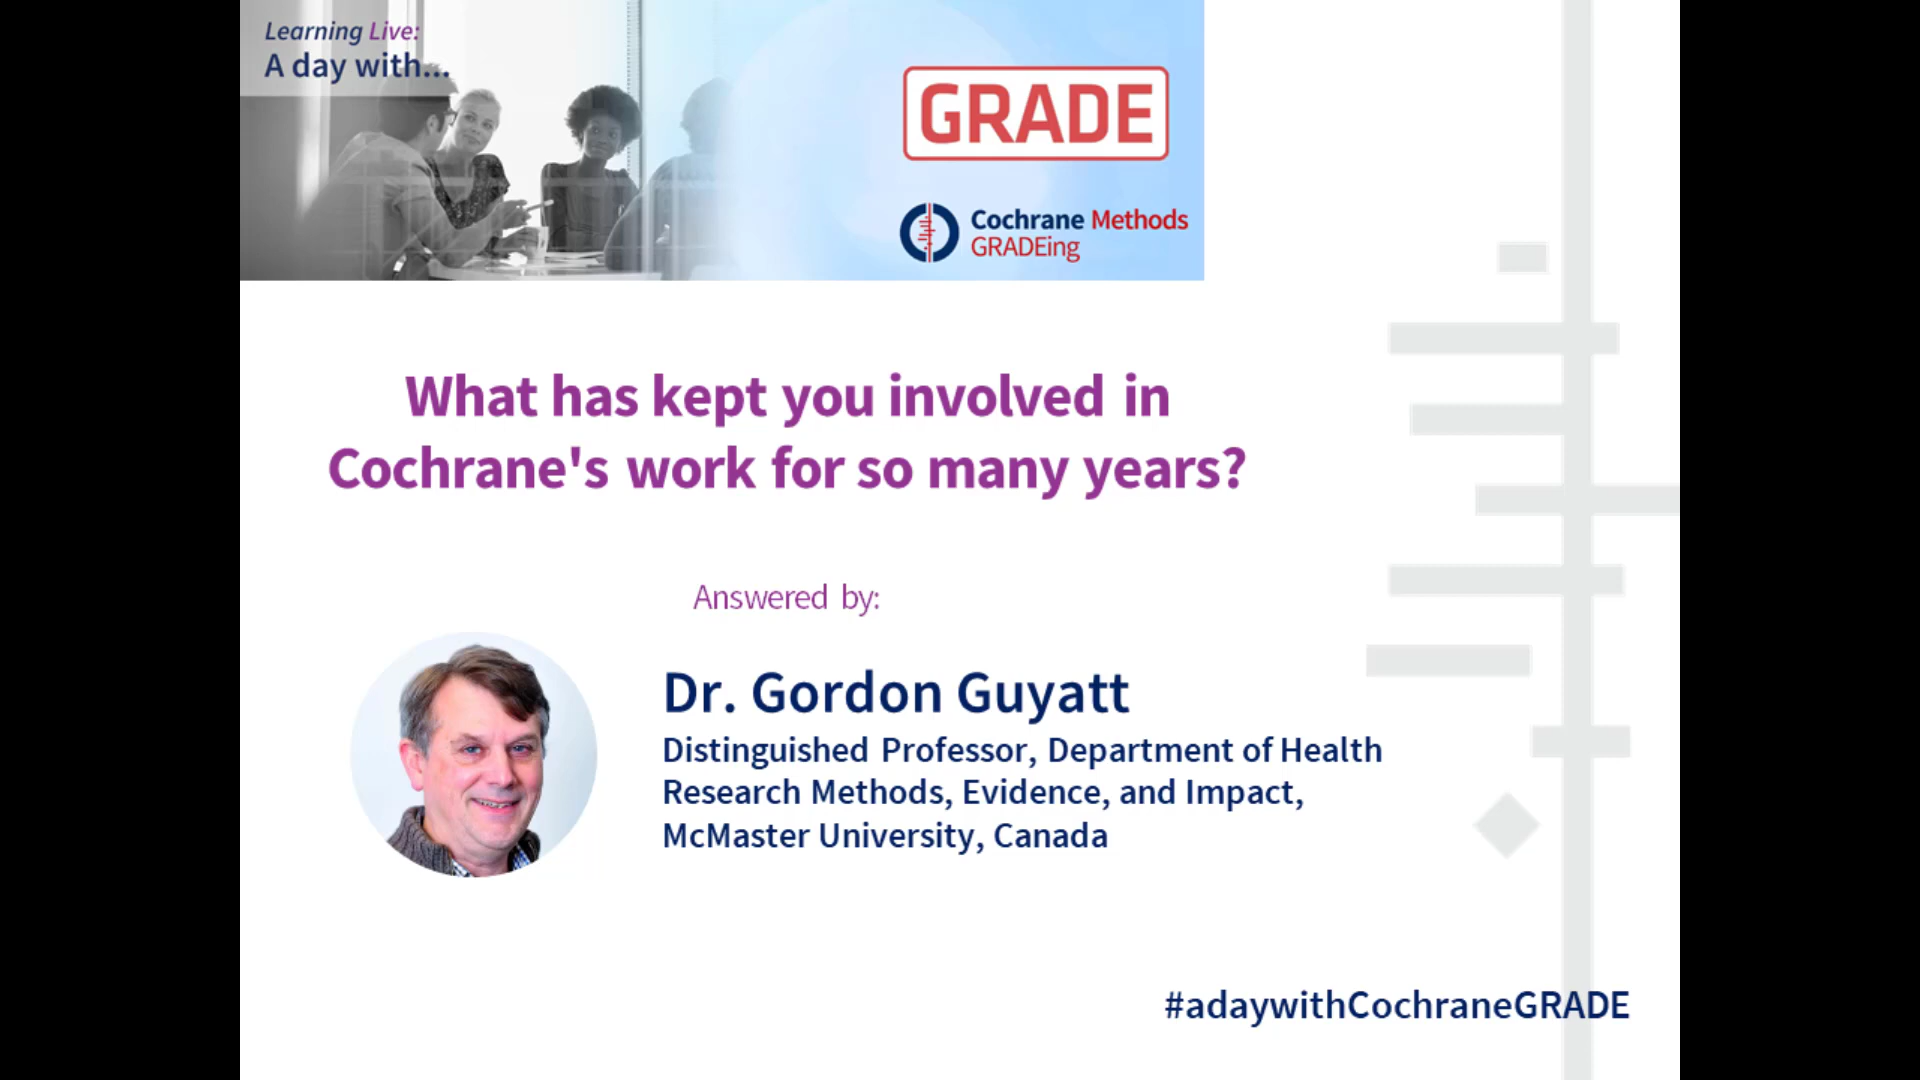 Learning Live:
A day with...
GRADE
Cochrane Methods
GRADEing
What has kept you involved in
Cochrane's work for so many years?
Answered by:
Dr. Gordon Guyatt
Distinguished Professor, Department of Health
Research Methods, Evidence, and Impact,
McMaster University, Canada
#adaywithCochraneGRADE